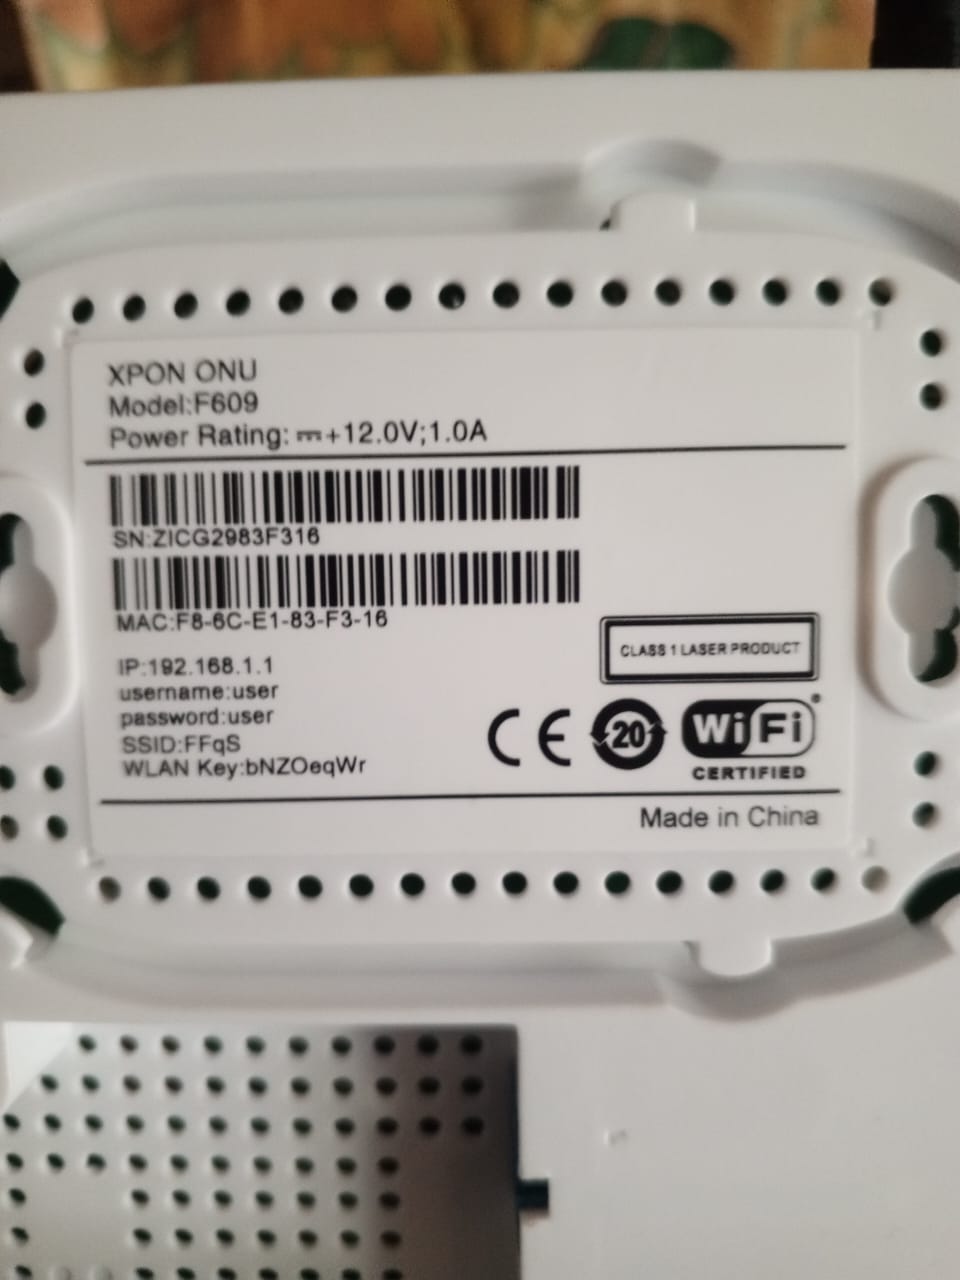 XPON ONU
Model:F609
Power Rating: ⎓+12.0V;1.0A
SN:ZICG2983F316
MAC:F8-6C-E1-83-F3-16
IP:192.168.1.1
username:user
password:user
SSID:FFqS
WLAN Key:bNZOeqWr
CLASS 1 LASER PRODUCT
CE 20 WiFi®
CERTIFIED
Made in China